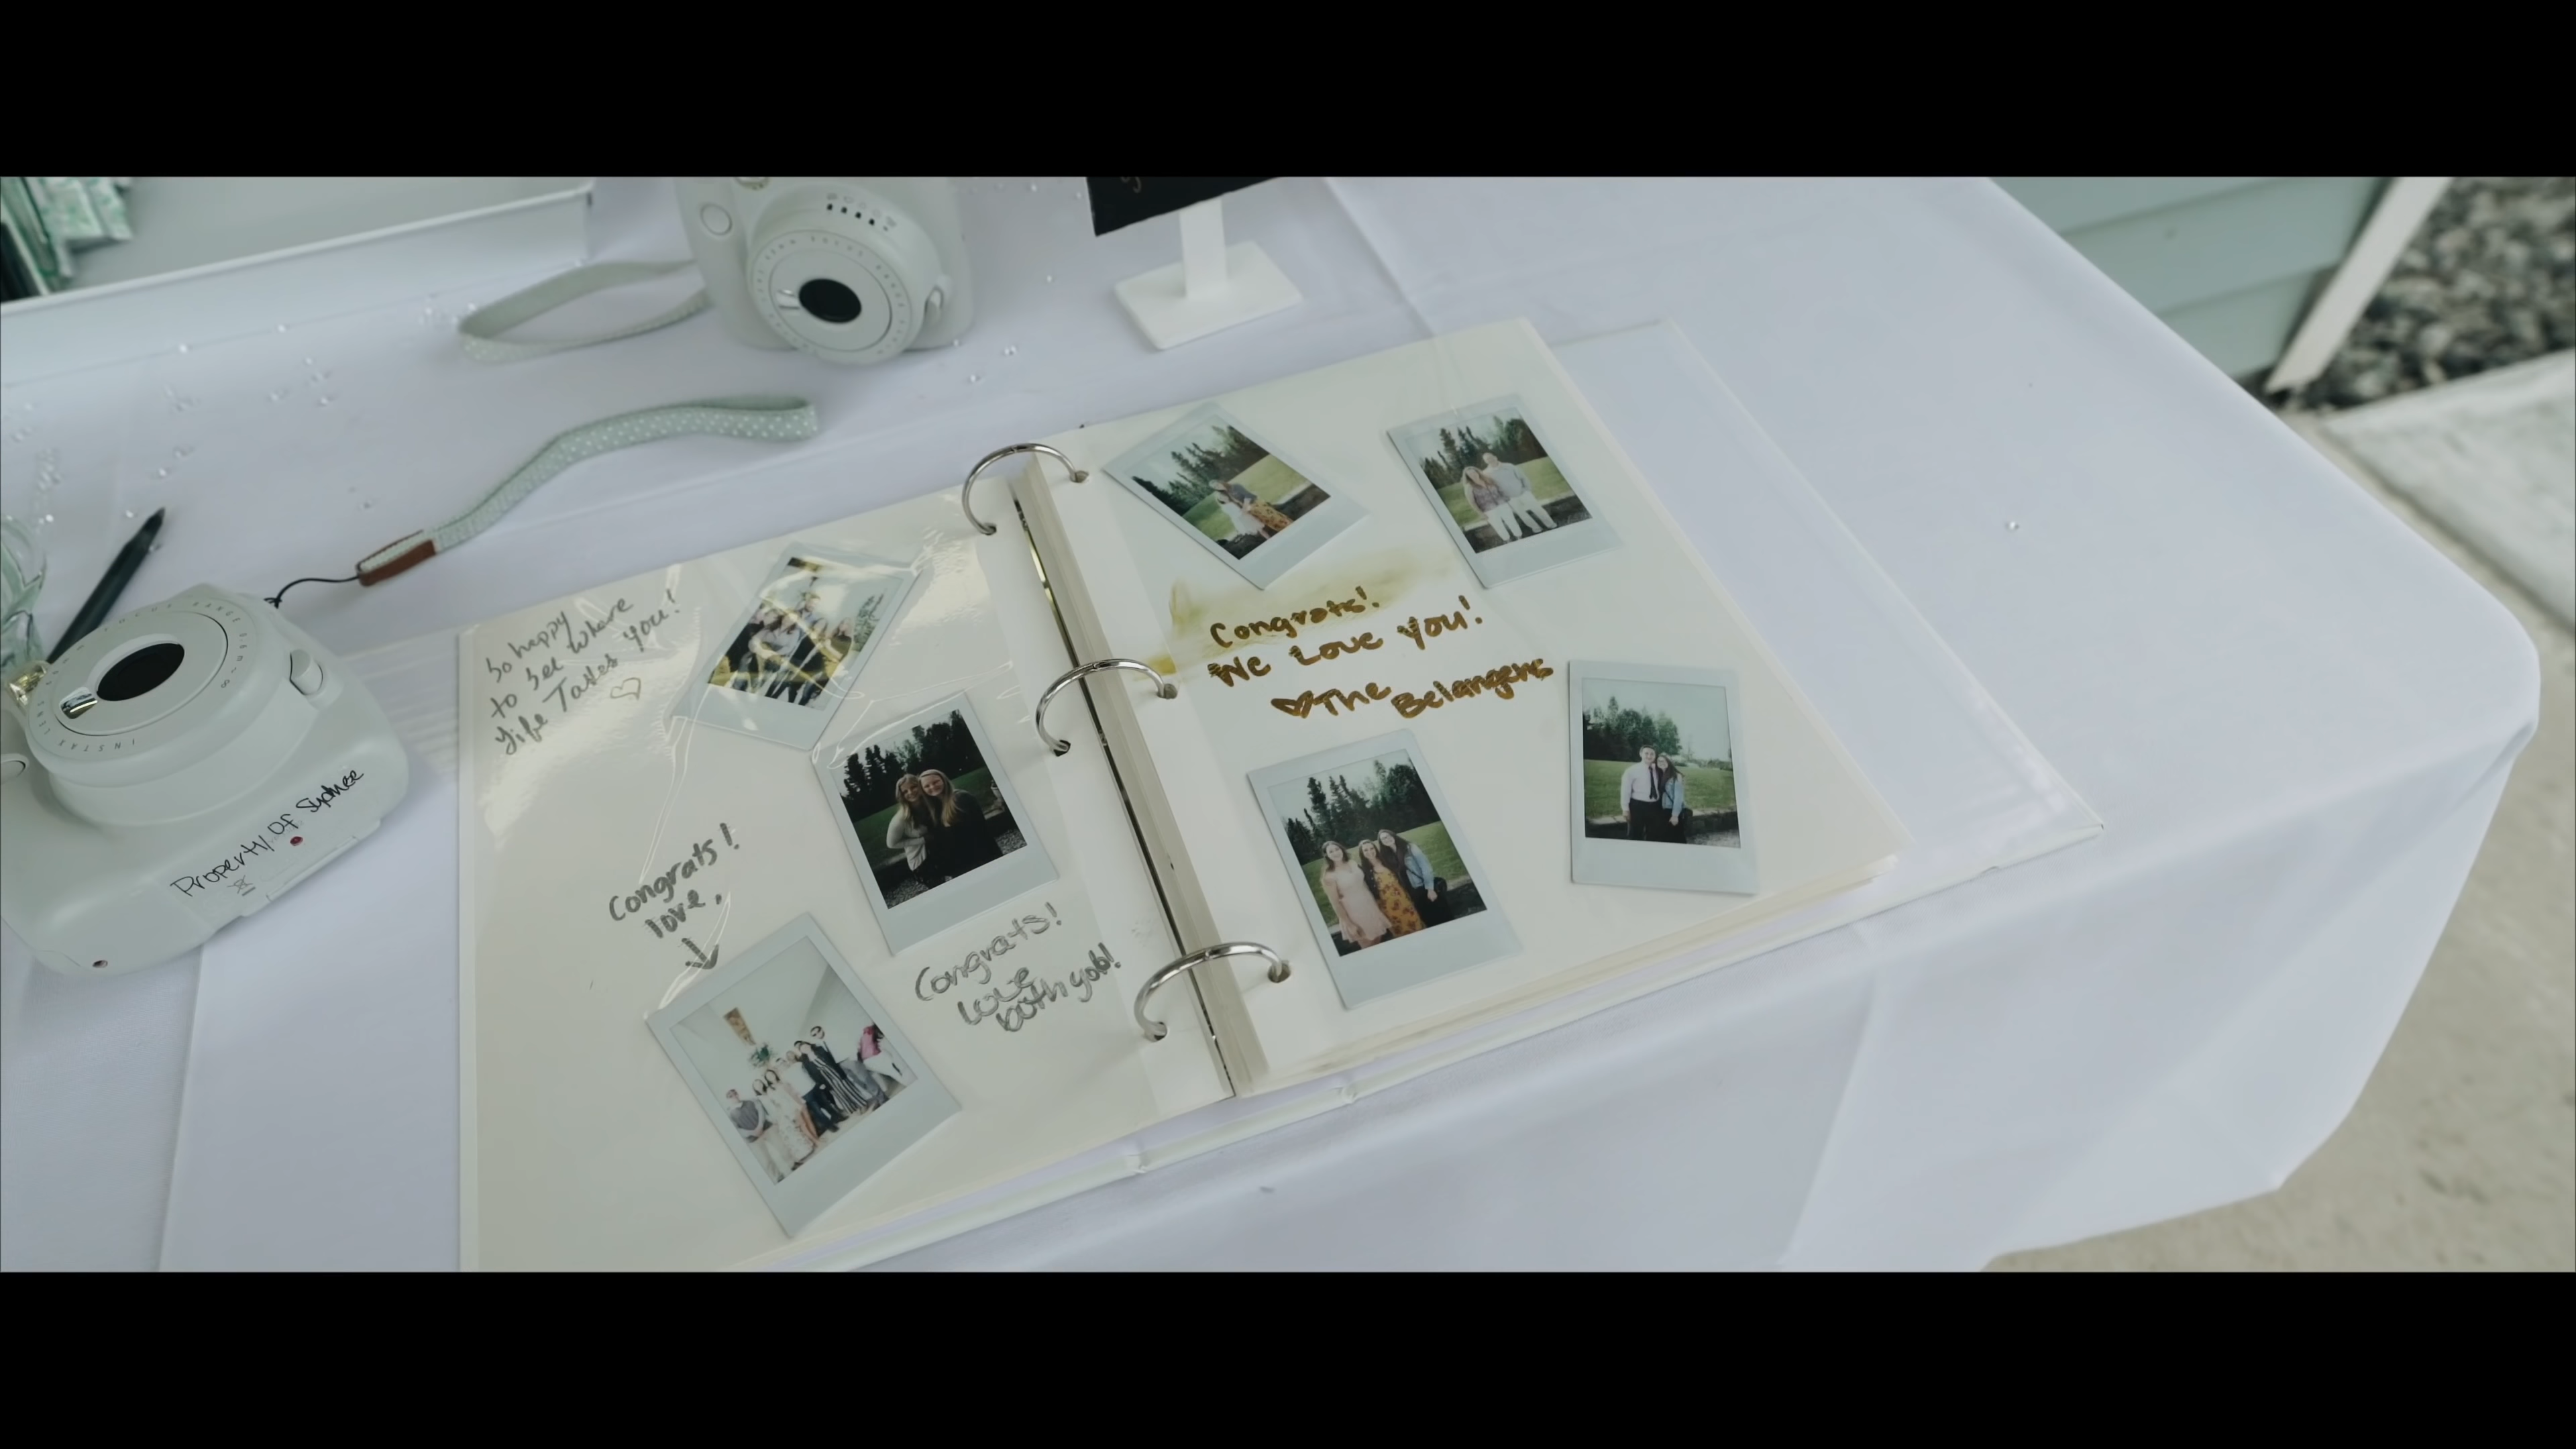 So happy
to see where
life Takes you!
Congrats!
love,
Congrats!
Love
both you!
Congrats!
We Love You!
The Belangers
Property Of Sydnee
INSTAX